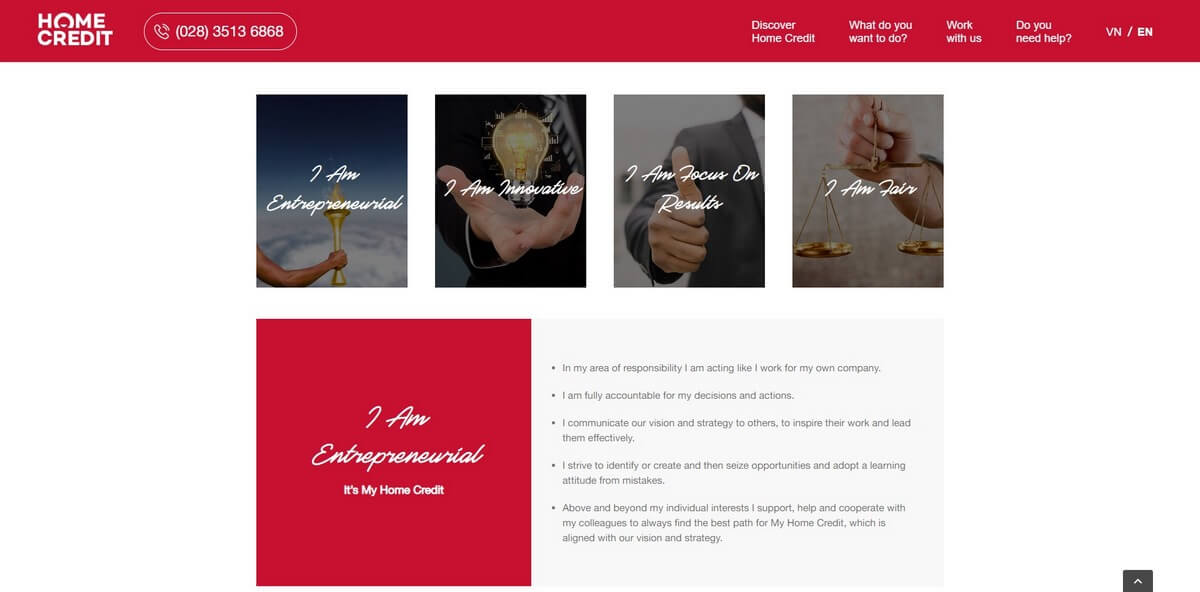 HOME
CREDIT
(028) 3513 6868
Discover
Home Credit
What do you
want to do?
Work
with us
Do you
need help?
VN / EN
I Am
Entrepreneurial
I Am Innovative
I Am Focus On
Results
I Am Fair
I Am
Entrepreneurial
It's My Home Credit
• In my area of responsibility I am acting like I work for my own company.
• I am fully accountable for my decisions and actions.
• I communicate our vision and strategy to others, to inspire their work and lead
them effectively.
• I strive to identify or create and then seize opportunities and adopt a learning
attitude from mistakes.
• Above and beyond my individual interests I support, help and cooperate with
my colleagues to always find the best path for My Home Credit, which is
aligned with our vision and strategy.